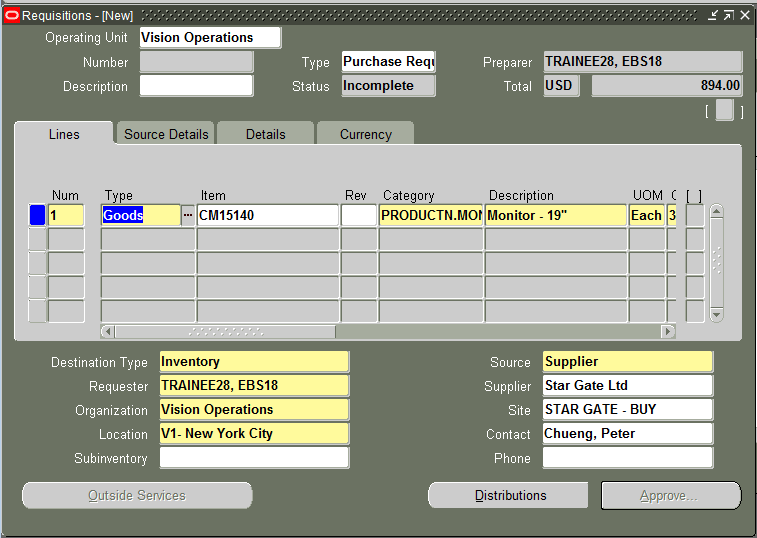 Requisitions - [New]
Operating Unit Vision Operations
Number Type Purchase Requ Preparer TRAINEE28, EBS18
Description Status Incomplete Total USD 894.00
[ ]
Lines Source Details Details Currency
Num Type Item Rev Category Description UOM Q [ ]
1 Goods ... CM15140 PRODUCTN.MON Monitor - 19" Each 3
Destination Type Inventory Source Supplier
Requester TRAINEE28, EBS18 Supplier Star Gate Ltd
Organization Vision Operations Site STAR GATE - BUY
Location V1- New York City Contact Chueng, Peter
Subinventory Phone
Outside Services Distributions Approve...